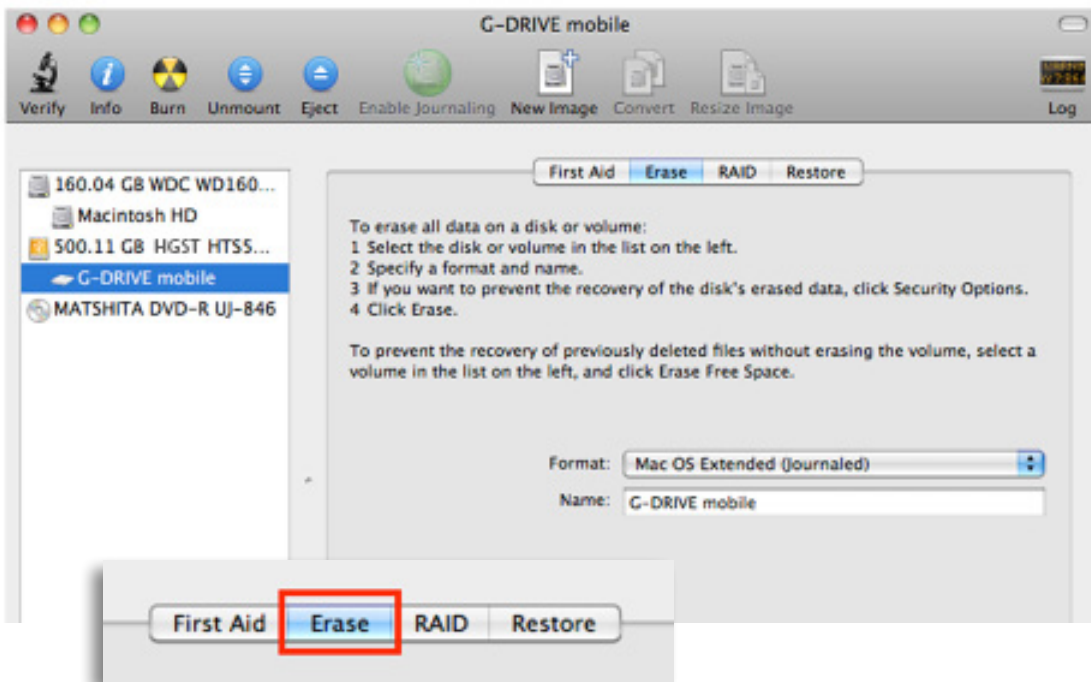 G-DRIVE mobile
Verify Info Burn Unmount Eject Enable Journaling New Image Convert Resize Image Log
First Aid Erase RAID Restore
160.04 GB WDC WD160...
Macintosh HD
500.11 GB HGST HTS5...
G-DRIVE mobile
MATSHITA DVD-R UJ-846
To erase all data on a disk or volume:
1 Select the disk or volume in the list on the left.
2 Specify a format and name.
3 If you want to prevent the recovery of the disk's erased data, click Security Options.
4 Click Erase.
To prevent the recovery of previously deleted files without erasing the volume, select a
volume in the list on the left, and click Erase Free Space.
Format: Mac OS Extended (Journaled)
Name: G-DRIVE mobile
First Aid Erase RAID Restore